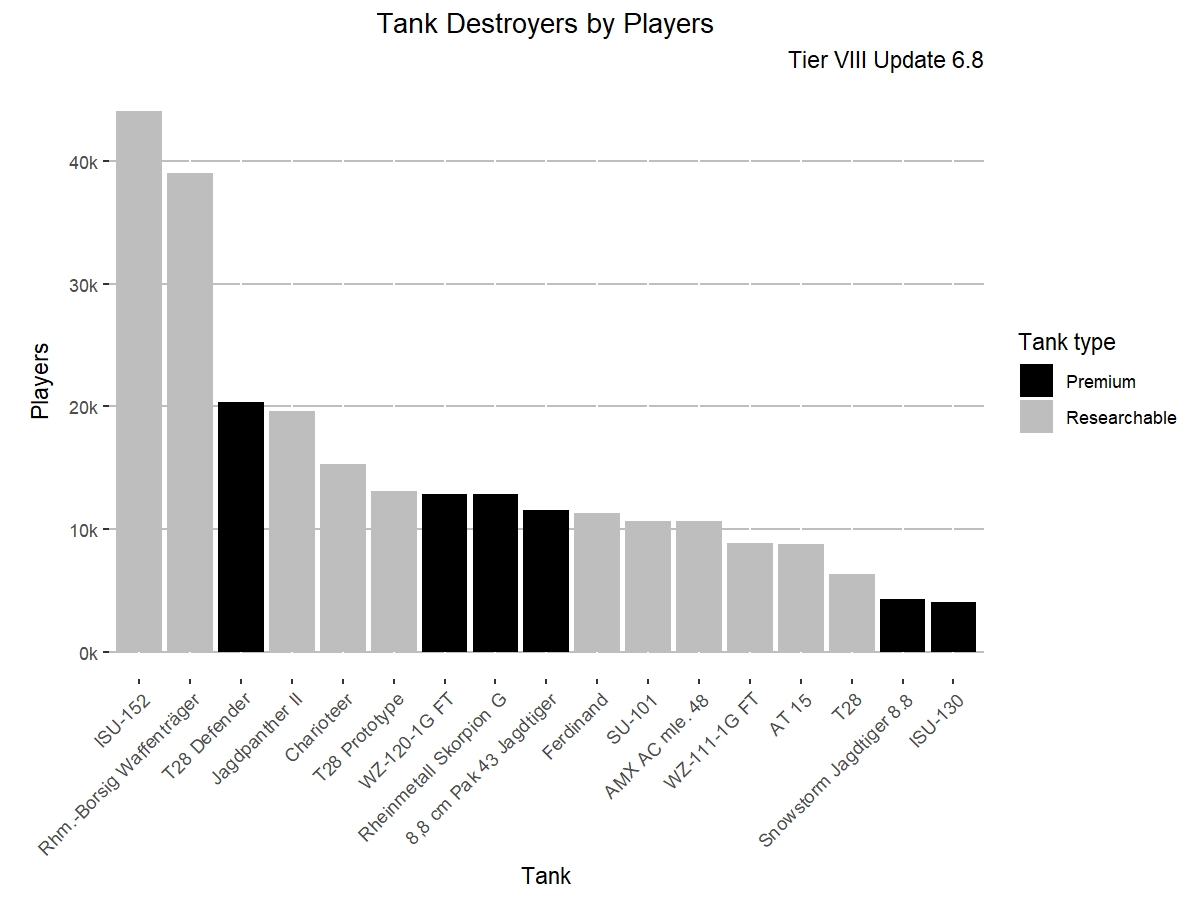 Tank Destroyers by Players
Tier VIII Update 6.8
Players
40k
30k
20k
10k
0k
ISU-152
Rhm.-Borsig Waffenträger
T28 Defender
Jagdpanther II
Charioteer
T28 Prototype
WZ-120-1G FT
Rheinmetall Skorpion G
8,8 cm Pak 43 Jagdtiger
Ferdinand
SU-101
AMX AC mle. 48
WZ-111-1G FT
AT 15
T28
Snowstorm Jagdtiger 8.8
ISU-130
Tank
Tank type
Premium
Researchable